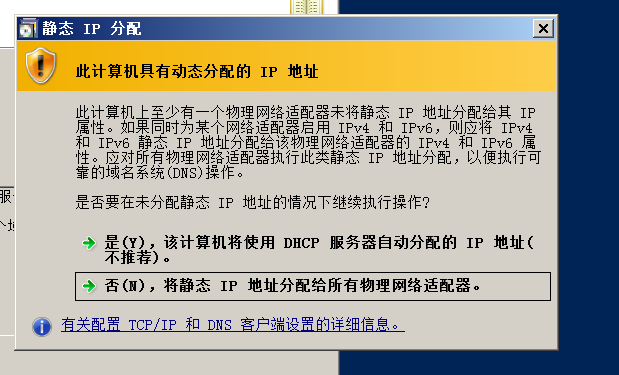 静态 IP 分配
此计算机具有动态分配的 IP 地址
此计算机上至少有一个物理网络适配器未将静态 IP 地址分配给其 IP
属性。如果同时为某个网络适配器启用 IPv4 和 IPv6，则应将 IPv4
和 IPv6 静态 IP 地址分配给该物理网络适配器的 IPv4 和 IPv6 属
性。应对所有物理网络适配器执行此类静态 IP 地址分配，以便执行可
靠的域名系统(DNS)操作。
是否要在未分配静态 IP 地址的情况下继续执行操作?
是(Y)，该计算机将使用 DHCP 服务器自动分配的 IP 地址(
不推荐)。
否(N)，将静态 IP 地址分配给所有物理网络适配器。
有关配置 TCP/IP 和 DNS 客户端设置的详细信息。